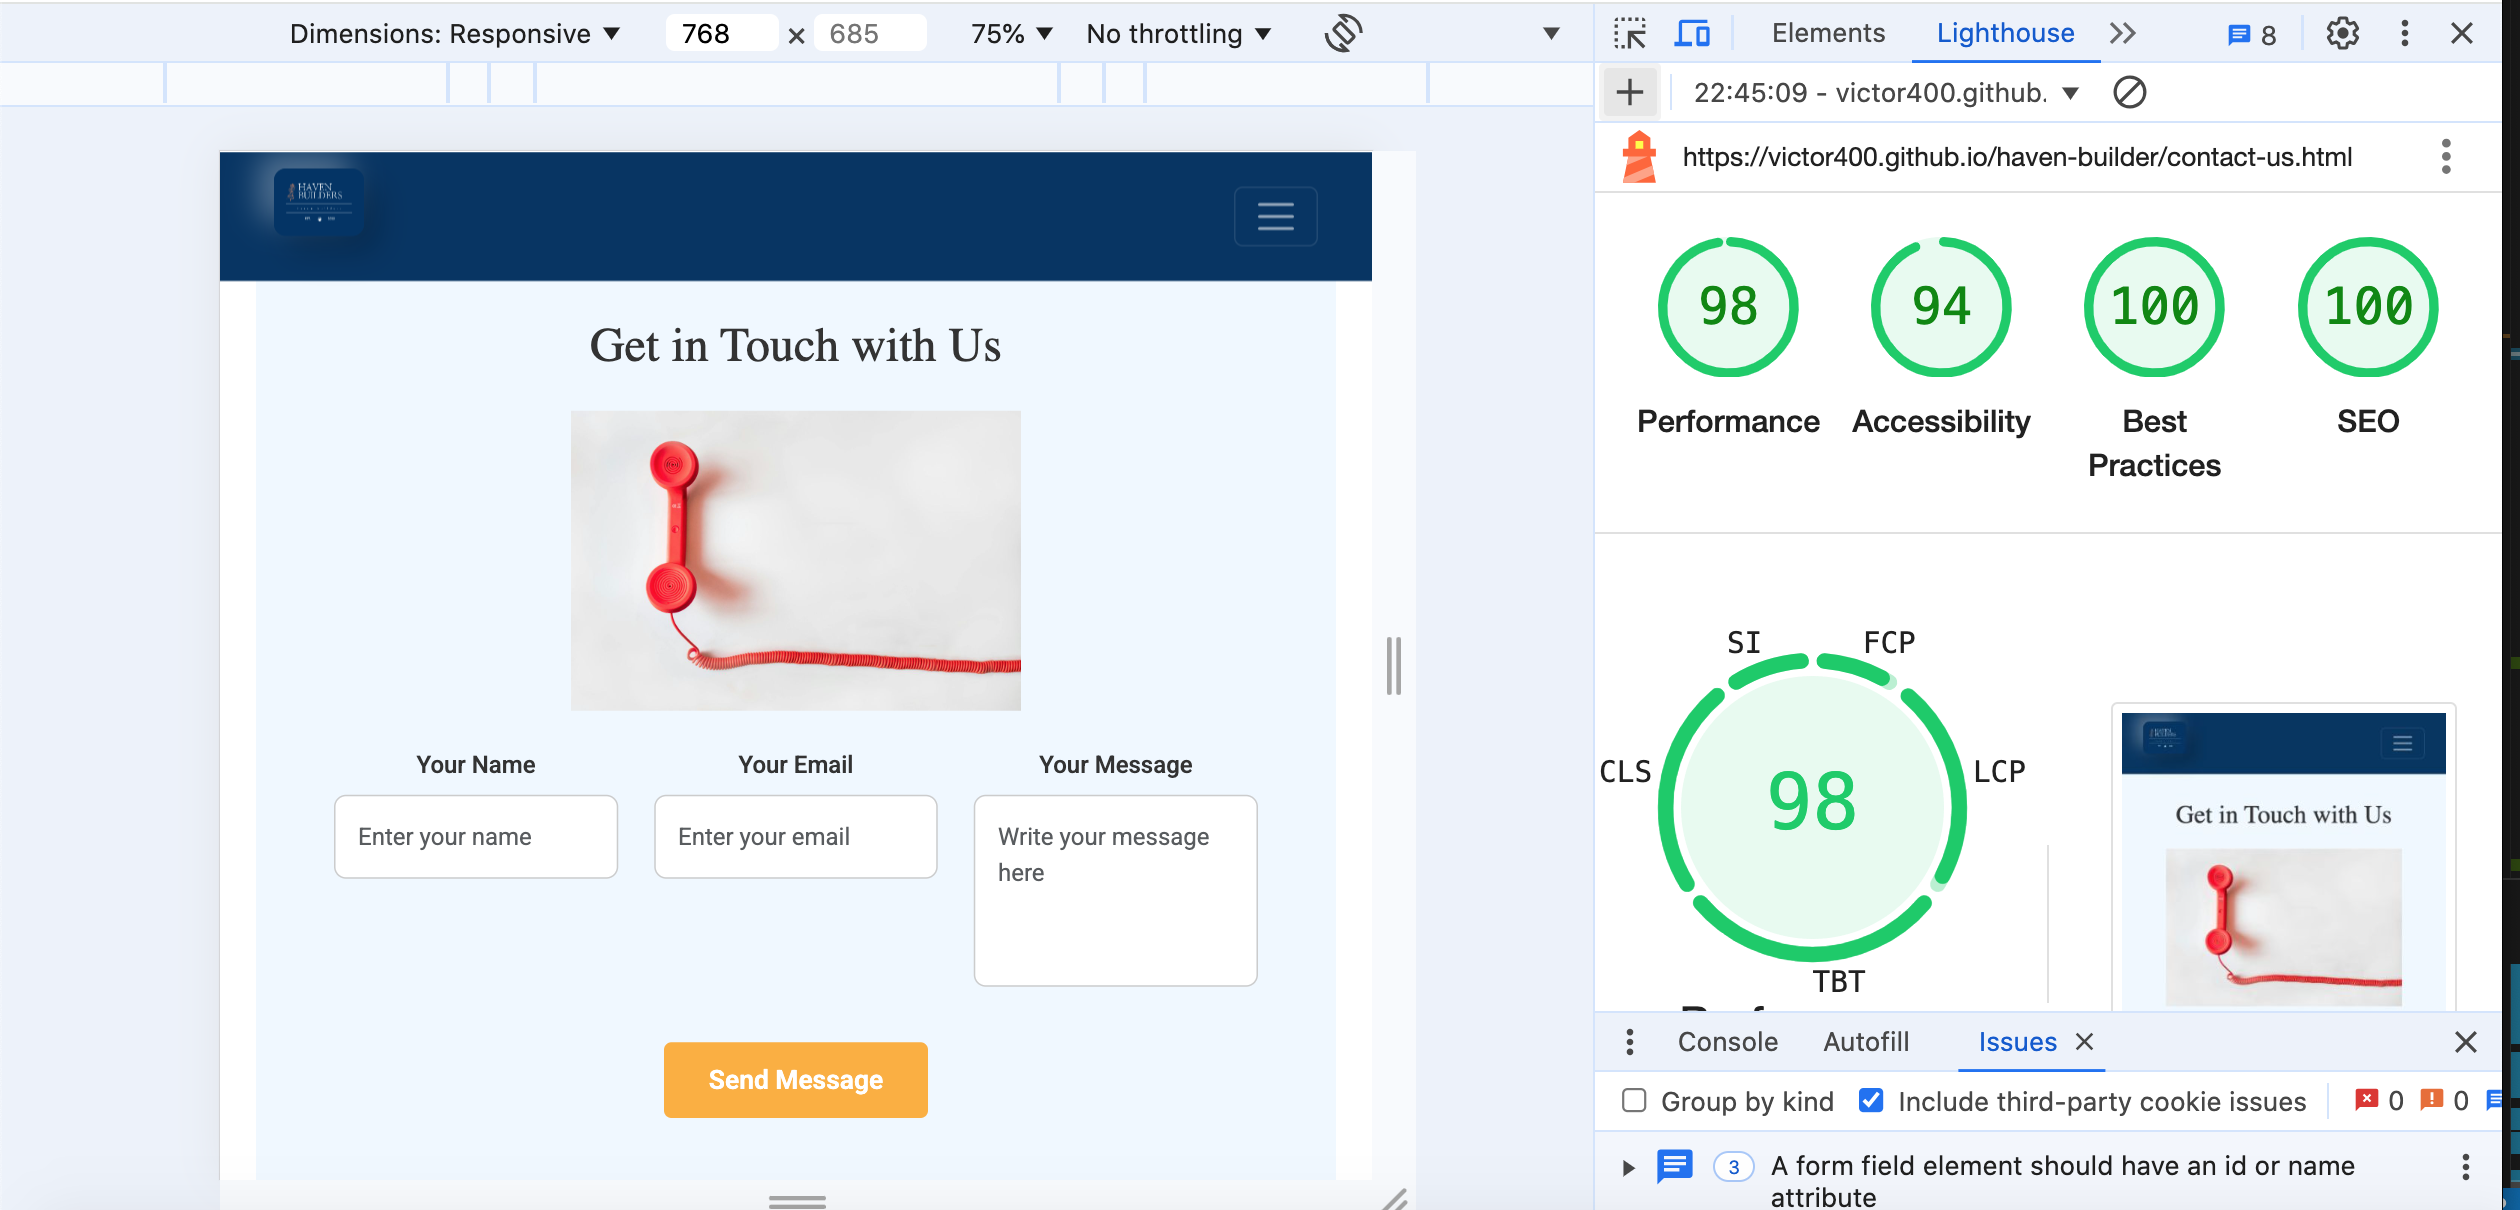 Dimensions: Responsive ▼ 768 × 685 75% ▼ No throttling ▼
Elements Lighthouse 8
22:45:09 - victor400.github.
https://victor400.github.io/haven-builder/contact-us.html
HAVEN
BUILDERS
Get in Touch with Us
Your Name Your Email Your Message
Enter your name Enter your email Write your message
here
Send Message
98 94 100 100
Performance Accessibility Best
Practices SEO
SI FCP
CLS LCP
98
TBT
Get in Touch with Us
Console Autofill Issues
Group by kind Include third-party cookie issues 0 0
3 A form field element should have an id or name
attribute